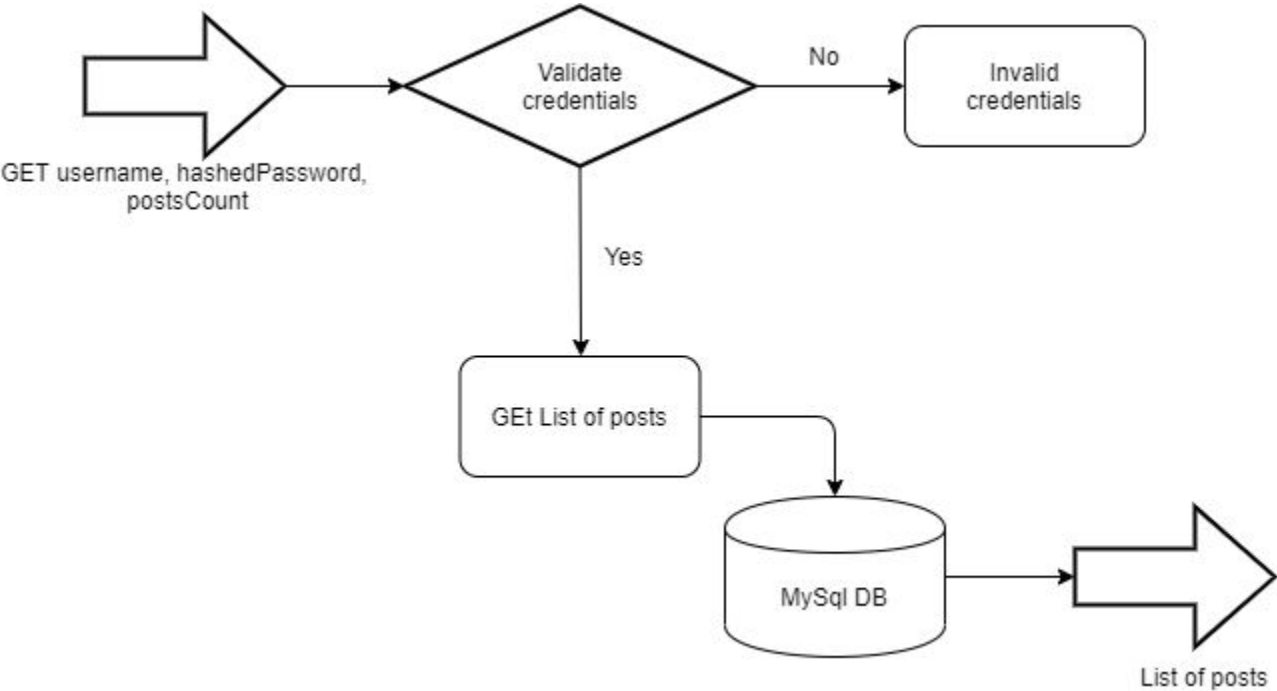 Validate
credentials
No
Invalid
credentials
GET username, hashedPassword,
postsCount
Yes
GEt List of posts
MySql DB
List of posts